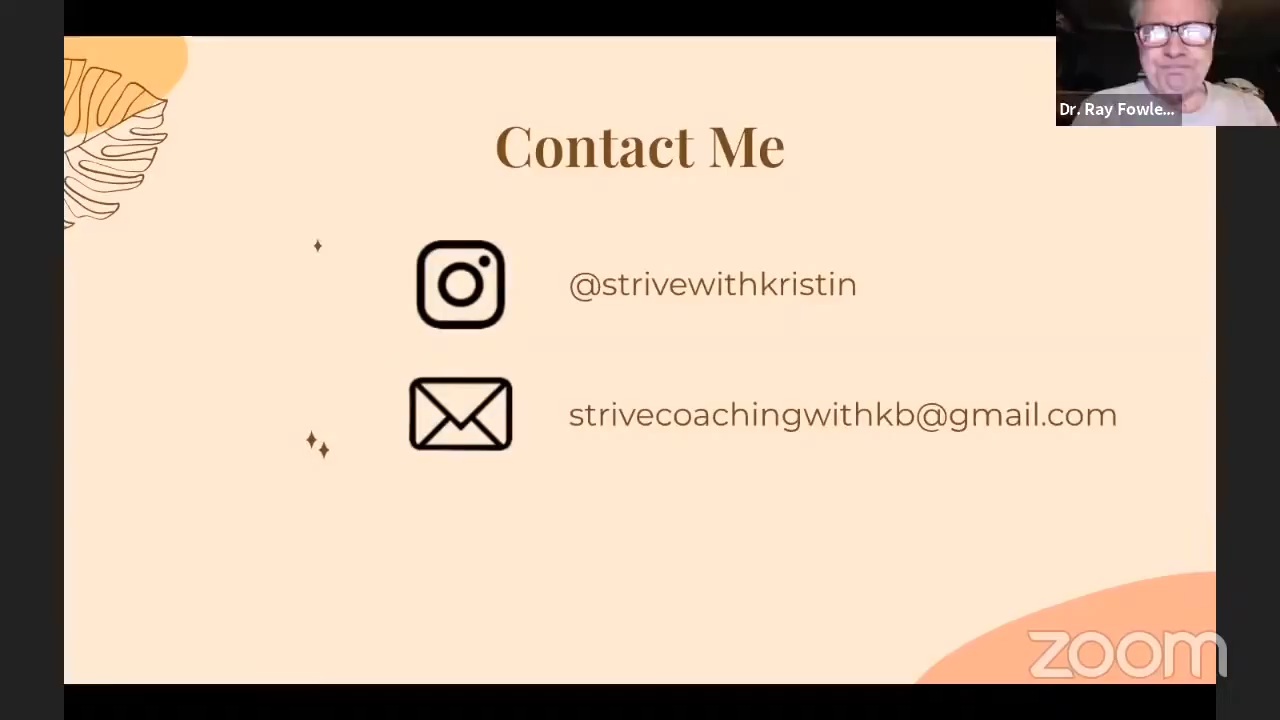 Dr. Ray Fowle...
Contact Me
@strivewithkristin
strivecoachingwithkb@gmail.com
zoom